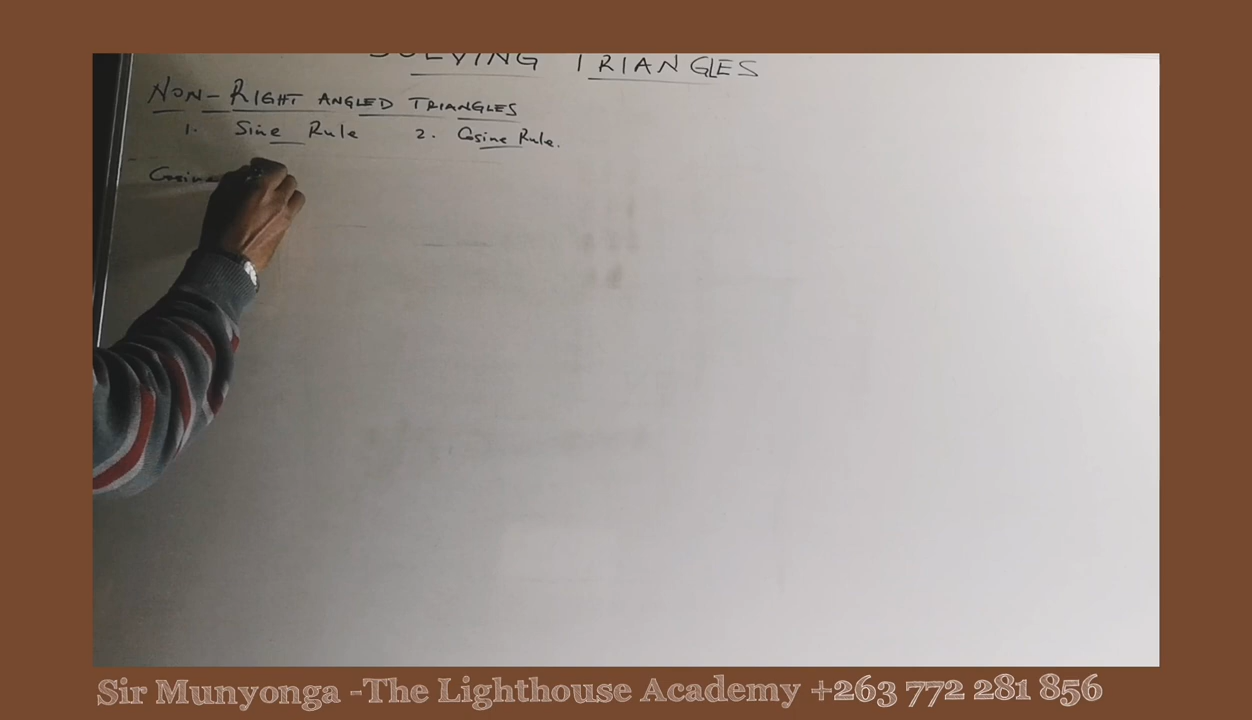 SOLVING TRIANGLES
NON-RIGHT ANGLED TRIANGLES
1. Sine Rule 2. Cosine Rule.
Cosine
Sir Munyonga -The Lighthouse Academy +263 772 281 856